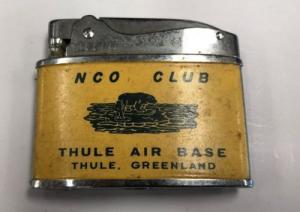 NCO CLUB
THULE AIR BASE
THULE, GREENLAND